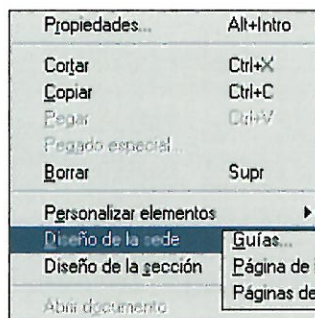 Propiedades... Alt+Intro
Cortar Ctrl+X
Copiar Ctrl+C
Pegar Ctrl+V
Pegado especial...
Borrar Supr
Personalizar elementos
Diseño de la sede Guías...
Diseño de la sección Página de
Abrir documento Páginas de